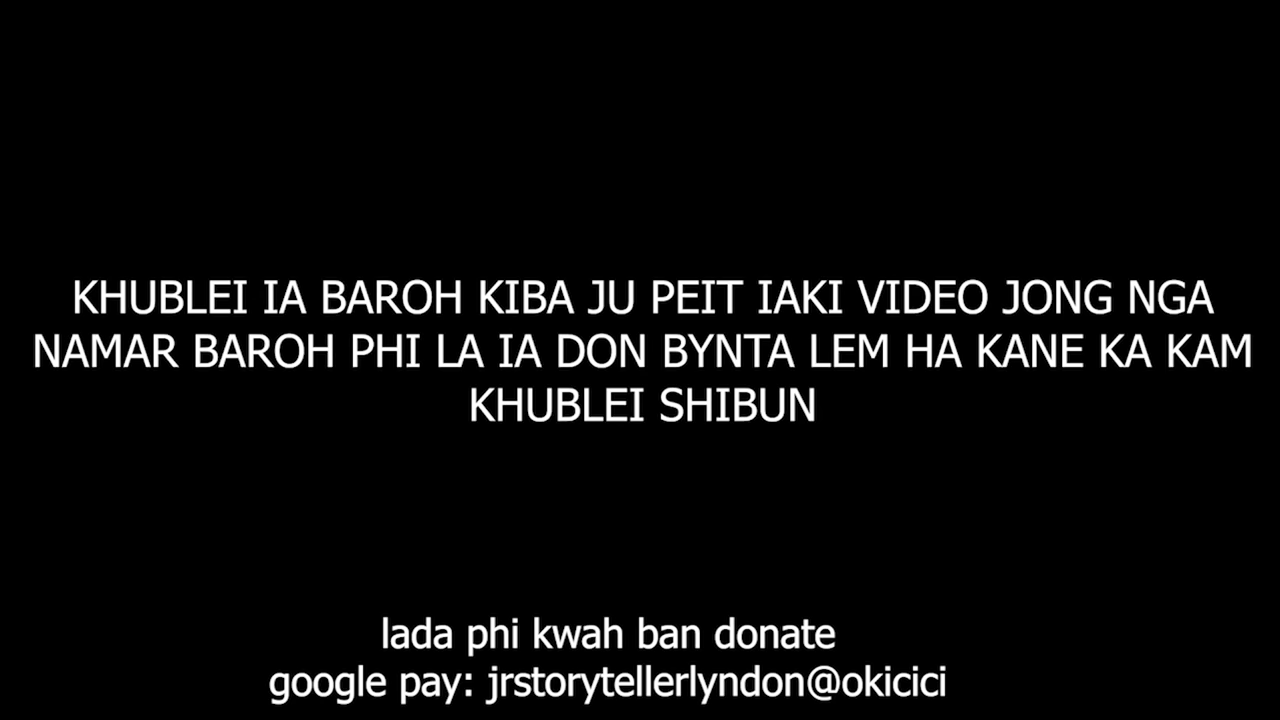 KHUBLEI IA BAROH KIBA JU PEIT IAKI VIDEO JONG NGA
NAMAR BAROH PHI LA IA DON BYNTA LEM HA KANE KA KAM
KHUBLEI SHIBUN
lada phi kwah ban donate
google pay: jrstorytellerlyndon@okicici